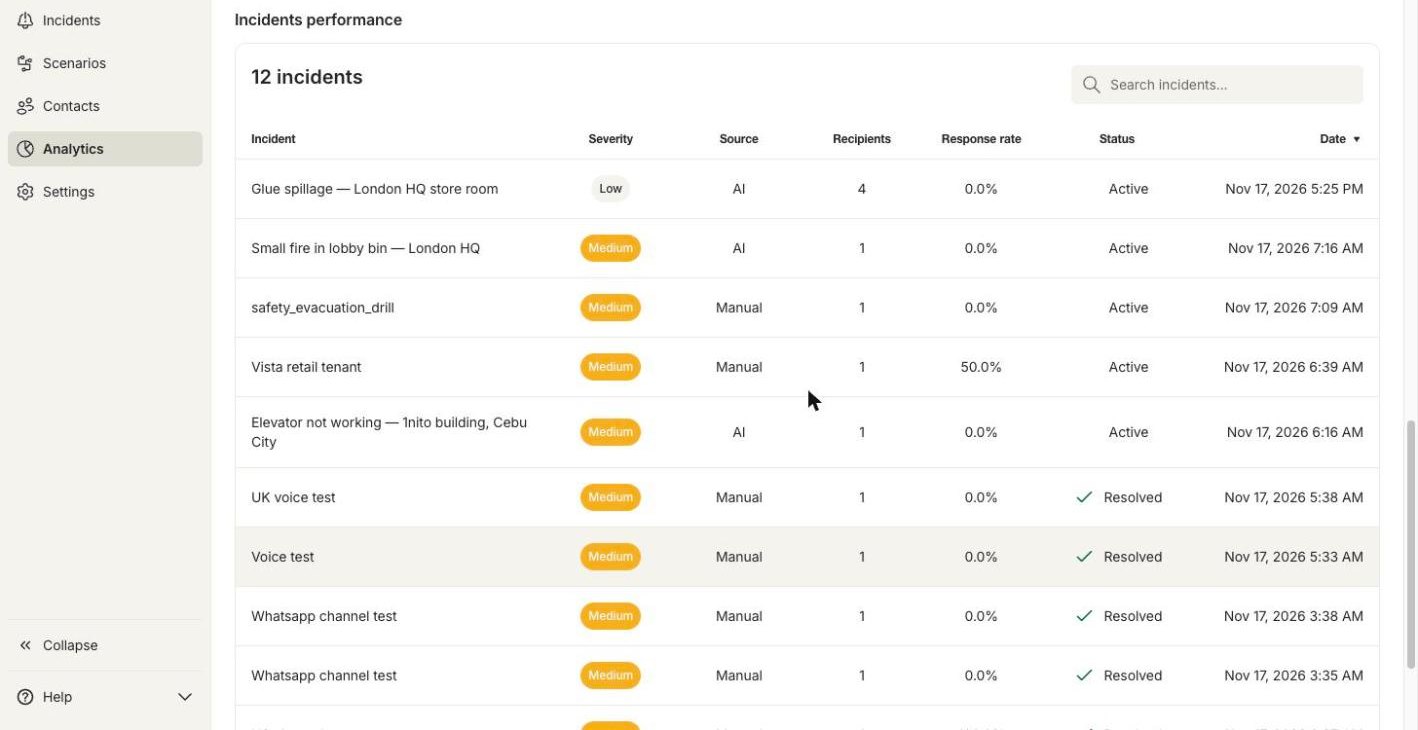 Incidents
Scenarios
Contacts
Analytics
Settings
Collapse
Help
Incidents performance
12 incidents
Search incidents...
Incident Severity Source Recipients Response rate Status Date
Glue spillage — London HQ store room Low AI 4 0.0% Active Nov 17, 2026 5:25 PM
Small fire in lobby bin — London HQ Medium AI 1 0.0% Active Nov 17, 2026 7:16 AM
safety_evacuation_drill Medium Manual 1 0.0% Active Nov 17, 2026 7:09 AM
Vista retail tenant Medium Manual 1 50.0% Active Nov 17, 2026 6:39 AM
Elevator not working — 1nito building, Cebu
City Medium AI 1 0.0% Active Nov 17, 2026 6:16 AM
UK voice test Medium Manual 1 0.0% Resolved Nov 17, 2026 5:38 AM
Voice test Medium Manual 1 0.0% Resolved Nov 17, 2026 5:33 AM
Whatsapp channel test Medium Manual 1 0.0% Resolved Nov 17, 2026 3:38 AM
Whatsapp channel test Medium Manual 1 0.0% Resolved Nov 17, 2026 3:35 AM